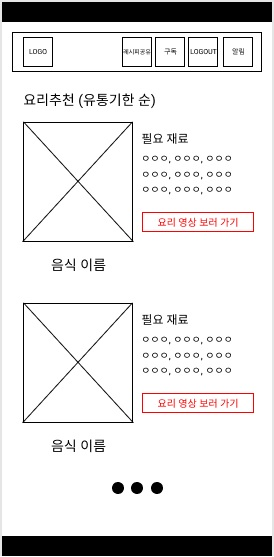 LOGO
레시피공유
구독
LOGOUT
알림
요리추천 (유통기한 순)
필요 재료
ㅇㅇㅇ, ㅇㅇㅇ, ㅇㅇㅇ
ㅇㅇㅇ, ㅇㅇㅇ, ㅇㅇㅇ
ㅇㅇㅇ, ㅇㅇㅇ, ㅇㅇㅇ
요리 영상 보러 가기
음식 이름
필요 재료
ㅇㅇㅇ, ㅇㅇㅇ, ㅇㅇㅇ
ㅇㅇㅇ, ㅇㅇㅇ, ㅇㅇㅇ
ㅇㅇㅇ, ㅇㅇㅇ, ㅇㅇㅇ
요리 영상 보러 가기
음식 이름